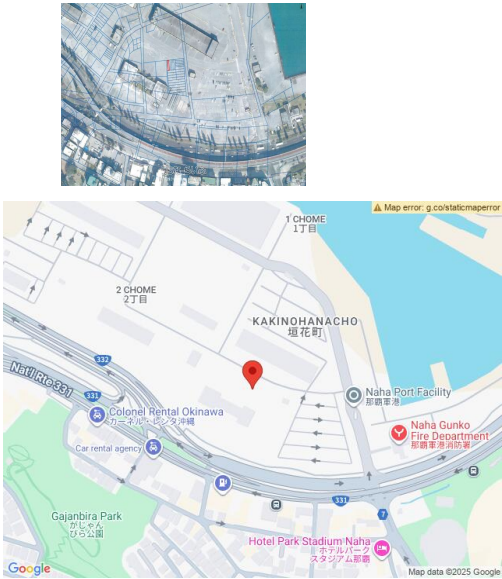 Map error: g.co/staticmaperror
1 CHOME
1丁目
2 CHOME
2丁目
KAKINOHANACHO
垣花町
332
Nat'l Rte 331
331
Naha Port Facility
那覇軍港
Colonel Rental Okinawa
カーネル・レンタ沖縄
Naha Gunko
Fire Department
那覇軍港消防署
Car rental agency
331
7
Gajanbira Park
がじゃん
びら公園
Hotel Park Stadium Naha
ホテルパーク
スタジアム那覇
Google
Map data ©2025 Google